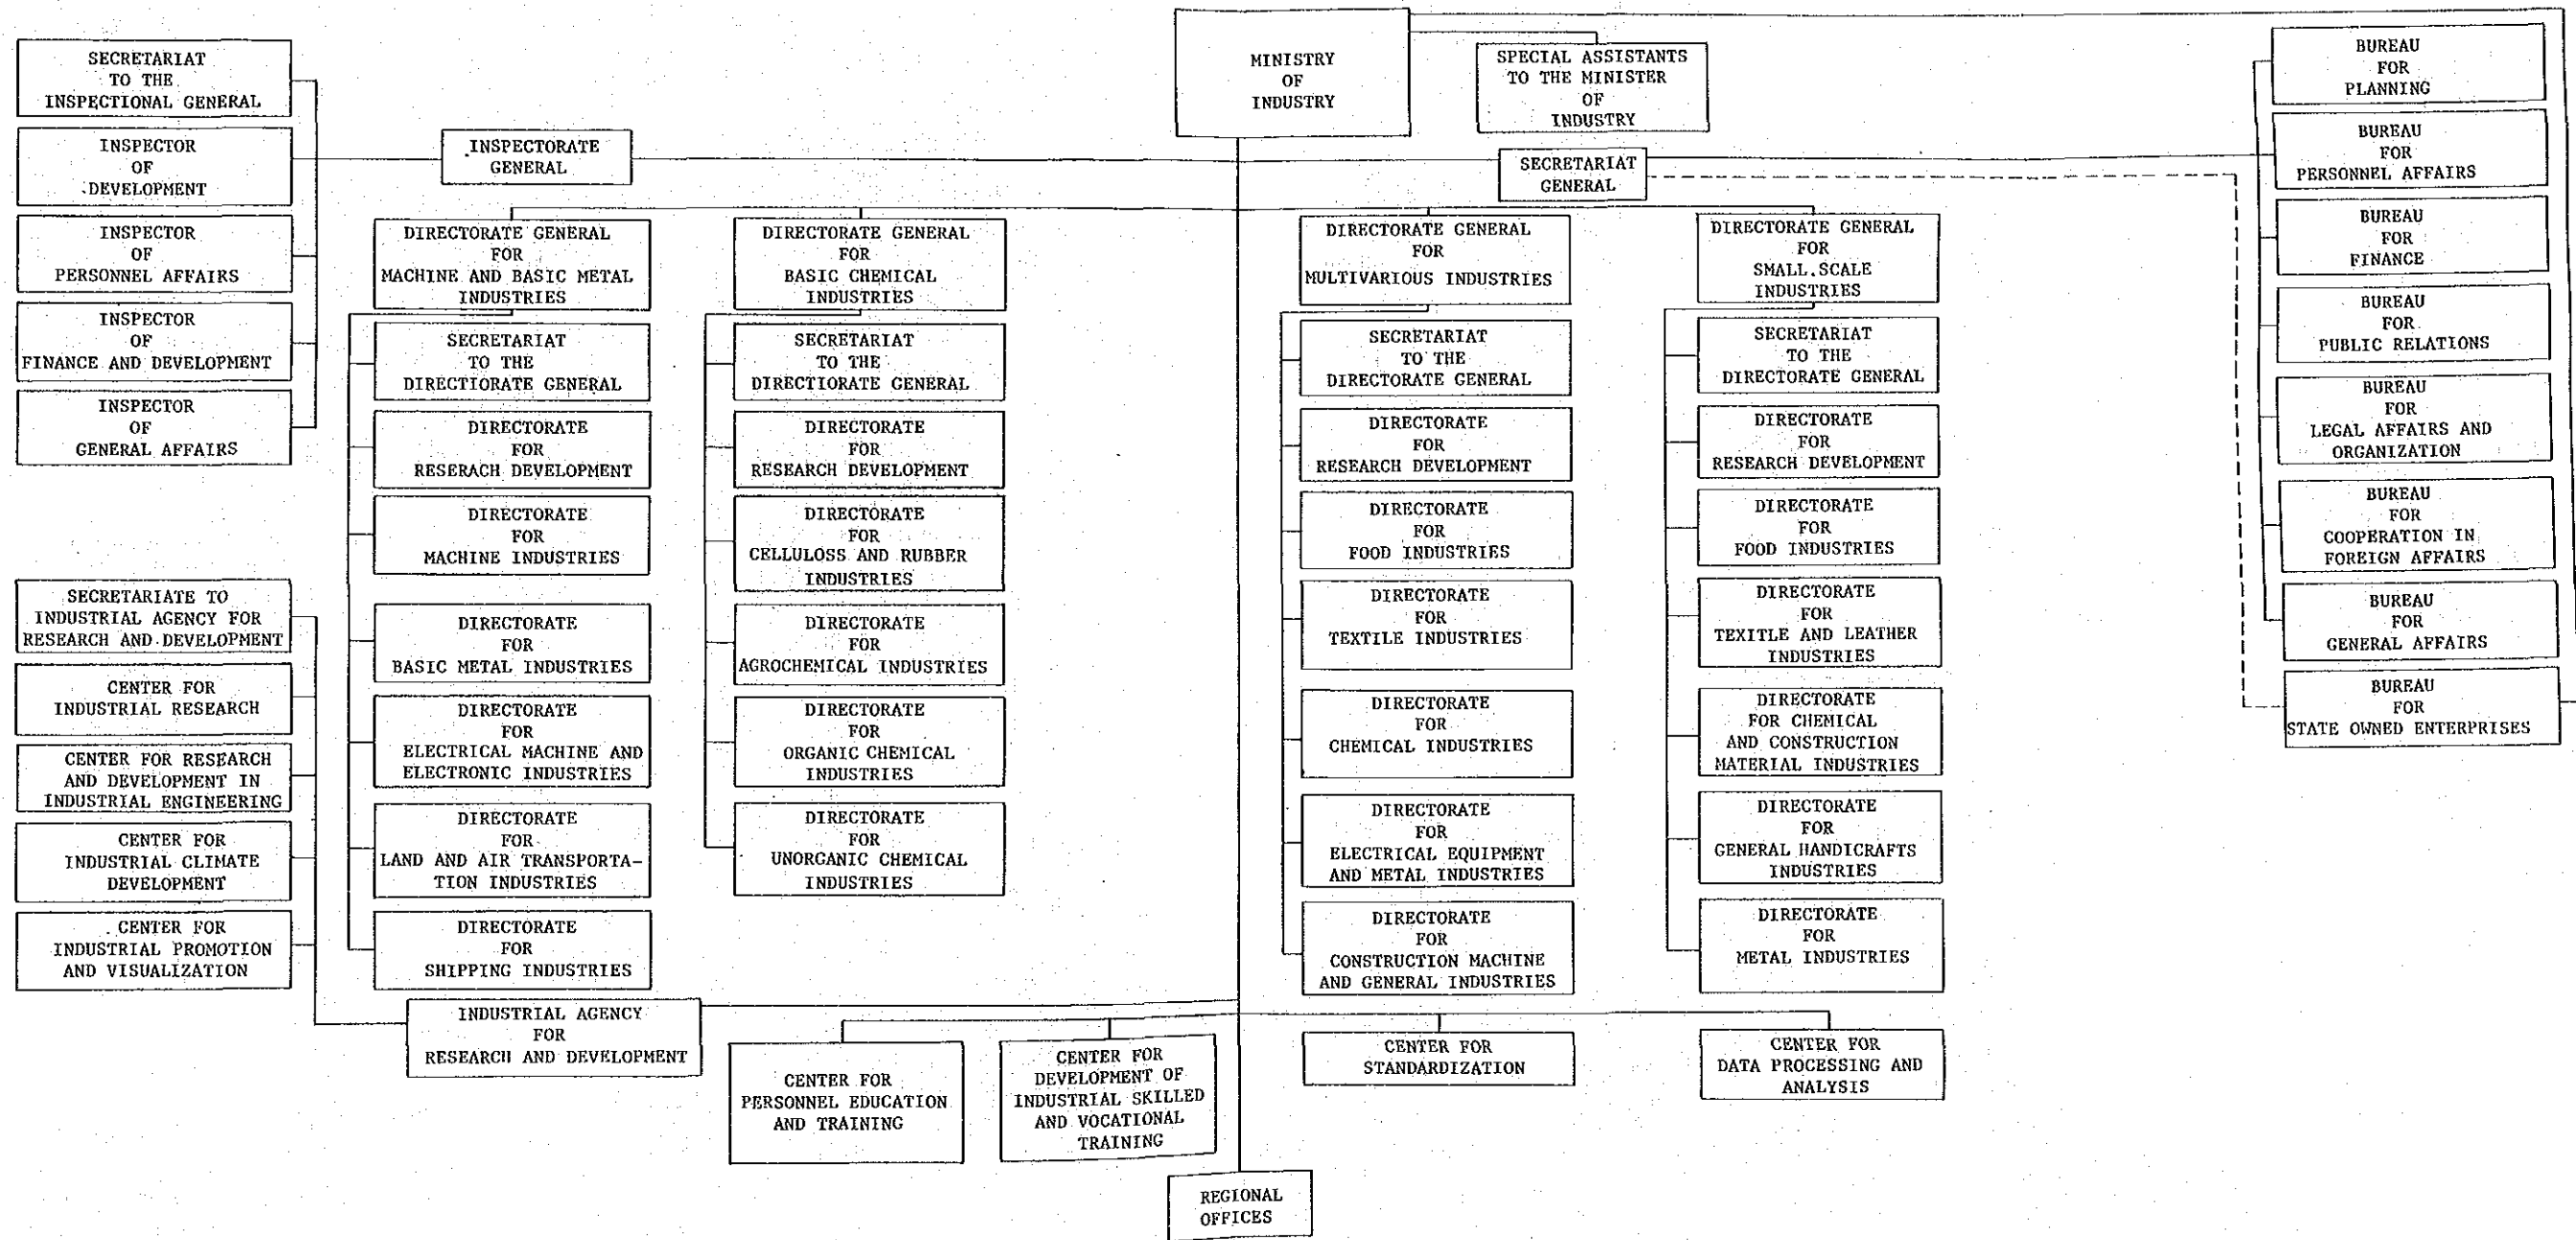 MINISTRY
OF
INDUSTRY
SPECIAL ASSISTANTS
TO THE MINISTER
OF
INDUSTRY
SECRETARIAT
TO THE
INSPECTIONAL GENERAL
INSPECTOR
OF
DEVELOPMENT
INSPECTOR
OF
PERSONNEL AFFAIRS
INSPECTOR
OF
FINANCE AND DEVELOPMENT
INSPECTOR
OF
GENERAL AFFAIRS
INSPECTORATE
GENERAL
SECRETARIAT
GENERAL
BUREAU
FOR
PLANNING
BUREAU
FOR
PERSONNEL AFFAIRS
BUREAU
FOR
FINANCE
BUREAU
FOR
PUBLIC RELATIONS
BUREAU
FOR
LEGAL AFFAIRS AND
ORGANIZATION
BUREAU
FOR
COOPERATION IN
FOREIGN AFFAIRS
BUREAU
FOR
GENERAL AFFAIRS
BUREAU
FOR
STATE OWNED ENTERPRISES
DIRECTORATE GENERAL
FOR
MACHINE AND BASIC METAL
INDUSTRIES
SECRETARIAT
TO THE
DIRECTIORATE GENERAL
DIRECTORATE
FOR
RESERACH DEVELOPMENT
DIRECTORATE
FOR
MACHINE INDUSTRIES
DIRECTORATE
FOR
BASIC METAL INDUSTRIES
DIRECTORATE
FOR
ELECTRICAL MACHINE AND
ELECTRONIC INDUSTRIES
DIRECTORATE
FOR
LAND AND AIR TRANSPORTA-
TION INDUSTRIES
DIRECTORATE
FOR
SHIPPING INDUSTRIES
DIRECTORATE GENERAL
FOR
BASIC CHEMICAL
INDUSTRIES
SECRETARIAT
TO THE
DIRECTIORATE GENERAL
DIRECTORATE
FOR
RESEARCH DEVELOPMENT
DIRECTORATE
FOR
CELLULOSS AND RUBBER
INDUSTRIES
DIRECTORATE
FOR
AGROCHEMICAL INDUSTRIES
DIRECTORATE
FOR
ORGANIC CHEMICAL
INDUSTRIES
DIRECTORATE
FOR
UNORGANIC CHEMICAL
INDUSTRIES
DIRECTORATE GENERAL
FOR
MULTIVARIOUS INDUSTRIES
SECRETARIAT
TO THE
DIRECTORATE GENERAL
DIRECTORATE
FOR
RESEARCH DEVELOPMENT
DIRECTORATE
FOR
FOOD INDUSTRIES
DIRECTORATE
FOR
TEXTILE INDUSTRIES
DIRECTORATE
FOR
CHEMICAL INDUSTRIES
DIRECTORATE
FOR
ELECTRICAL EQUIPMENT
AND METAL INDUSTRIES
DIRECTORATE
FOR
CONSTRUCTION MACHINE
AND GENERAL INDUSTRIES
DIRECTORATE GENERAL
FOR
SMALL SCALE
INDUSTRIES
SECRETARIAT
TO THE
DIRECTORATE GENERAL
DIRECTORATE
FOR
RESEARCH DEVELOPMENT
DIRECTORATE
FOR
FOOD INDUSTRIES
DIRECTORATE
FOR
TEXITLE AND LEATHER
INDUSTRIES
DIRECTORATE
FOR CHEMICAL
AND CONSTRUCTION
MATERIAL INDUSTRIES
DIRECTORATE
FOR
GENERAL HANDICRAFTS
INDUSTRIES
DIRECTORATE
FOR
METAL INDUSTRIES
SECRETARIATE TO
INDUSTRIAL AGENCY FOR
RESEARCH AND DEVELOPMENT
CENTER FOR
INDUSTRIAL RESEARCH
CENTER FOR RESEARCH
AND DEVELOPMENT IN
INDUSTRIAL ENGINEERING
CENTER FOR
INDUSTRIAL CLIMATE
DEVELOPMENT
CENTER FOR
INDUSTRIAL PROMOTION
AND VISUALIZATION
INDUSTRIAL AGENCY
FOR
RESEARCH AND DEVELOPMENT
CENTER FOR
PERSONNEL EDUCATION
AND TRAINING
CENTER FOR
DEVELOPMENT OF
INDUSTRIAL SKILLED
AND VOCATIONAL
TRAINING
CENTER FOR
STANDARDIZATION
CENTER FOR
DATA PROCESSING AND
ANALYSIS
REGIONAL
OFFICES